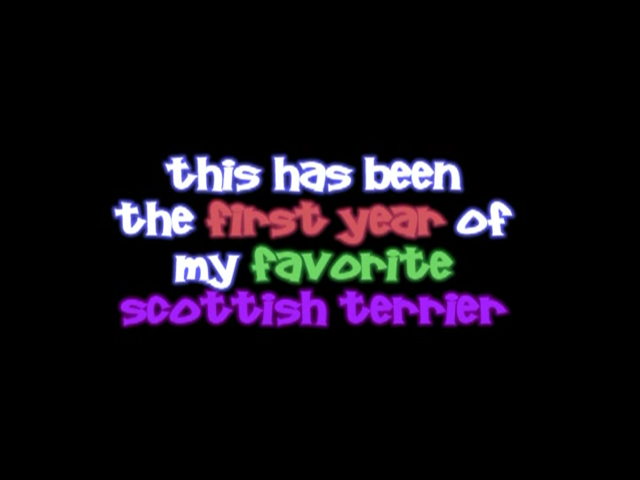 this has been
the first year of
my favorite
scottish terrier